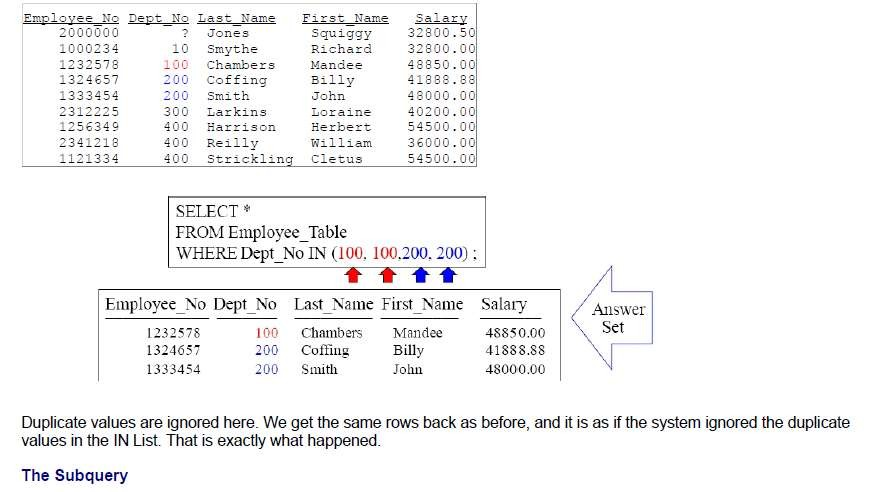 Employee_No Dept_No Last_Name First_Name Salary
2000000 ? Jones Squiggy 32800.50
1000234 10 Smythe Richard 32800.00
1232578 100 Chambers Mandee 48850.00
1324657 200 Coffing Billy 41888.88
1333454 200 Smith John 48000.00
2312225 300 Larkins Loraine 40200.00
1256349 400 Harrison Herbert 54500.00
2341218 400 Reilly William 36000.00
1121334 400 Strickling Cletus 54500.00
SELECT *
FROM Employee_Table
WHERE Dept_No IN (100, 100,200, 200) ;
Employee_No Dept_No Last_Name First_Name Salary
1232578 100 Chambers Mandee 48850.00
1324657 200 Coffing Billy 41888.88
1333454 200 Smith John 48000.00
Answer
Set
Duplicate values are ignored here. We get the same rows back as before, and it is as if the system ignored the duplicate
values in the IN List. That is exactly what happened.
The Subquery